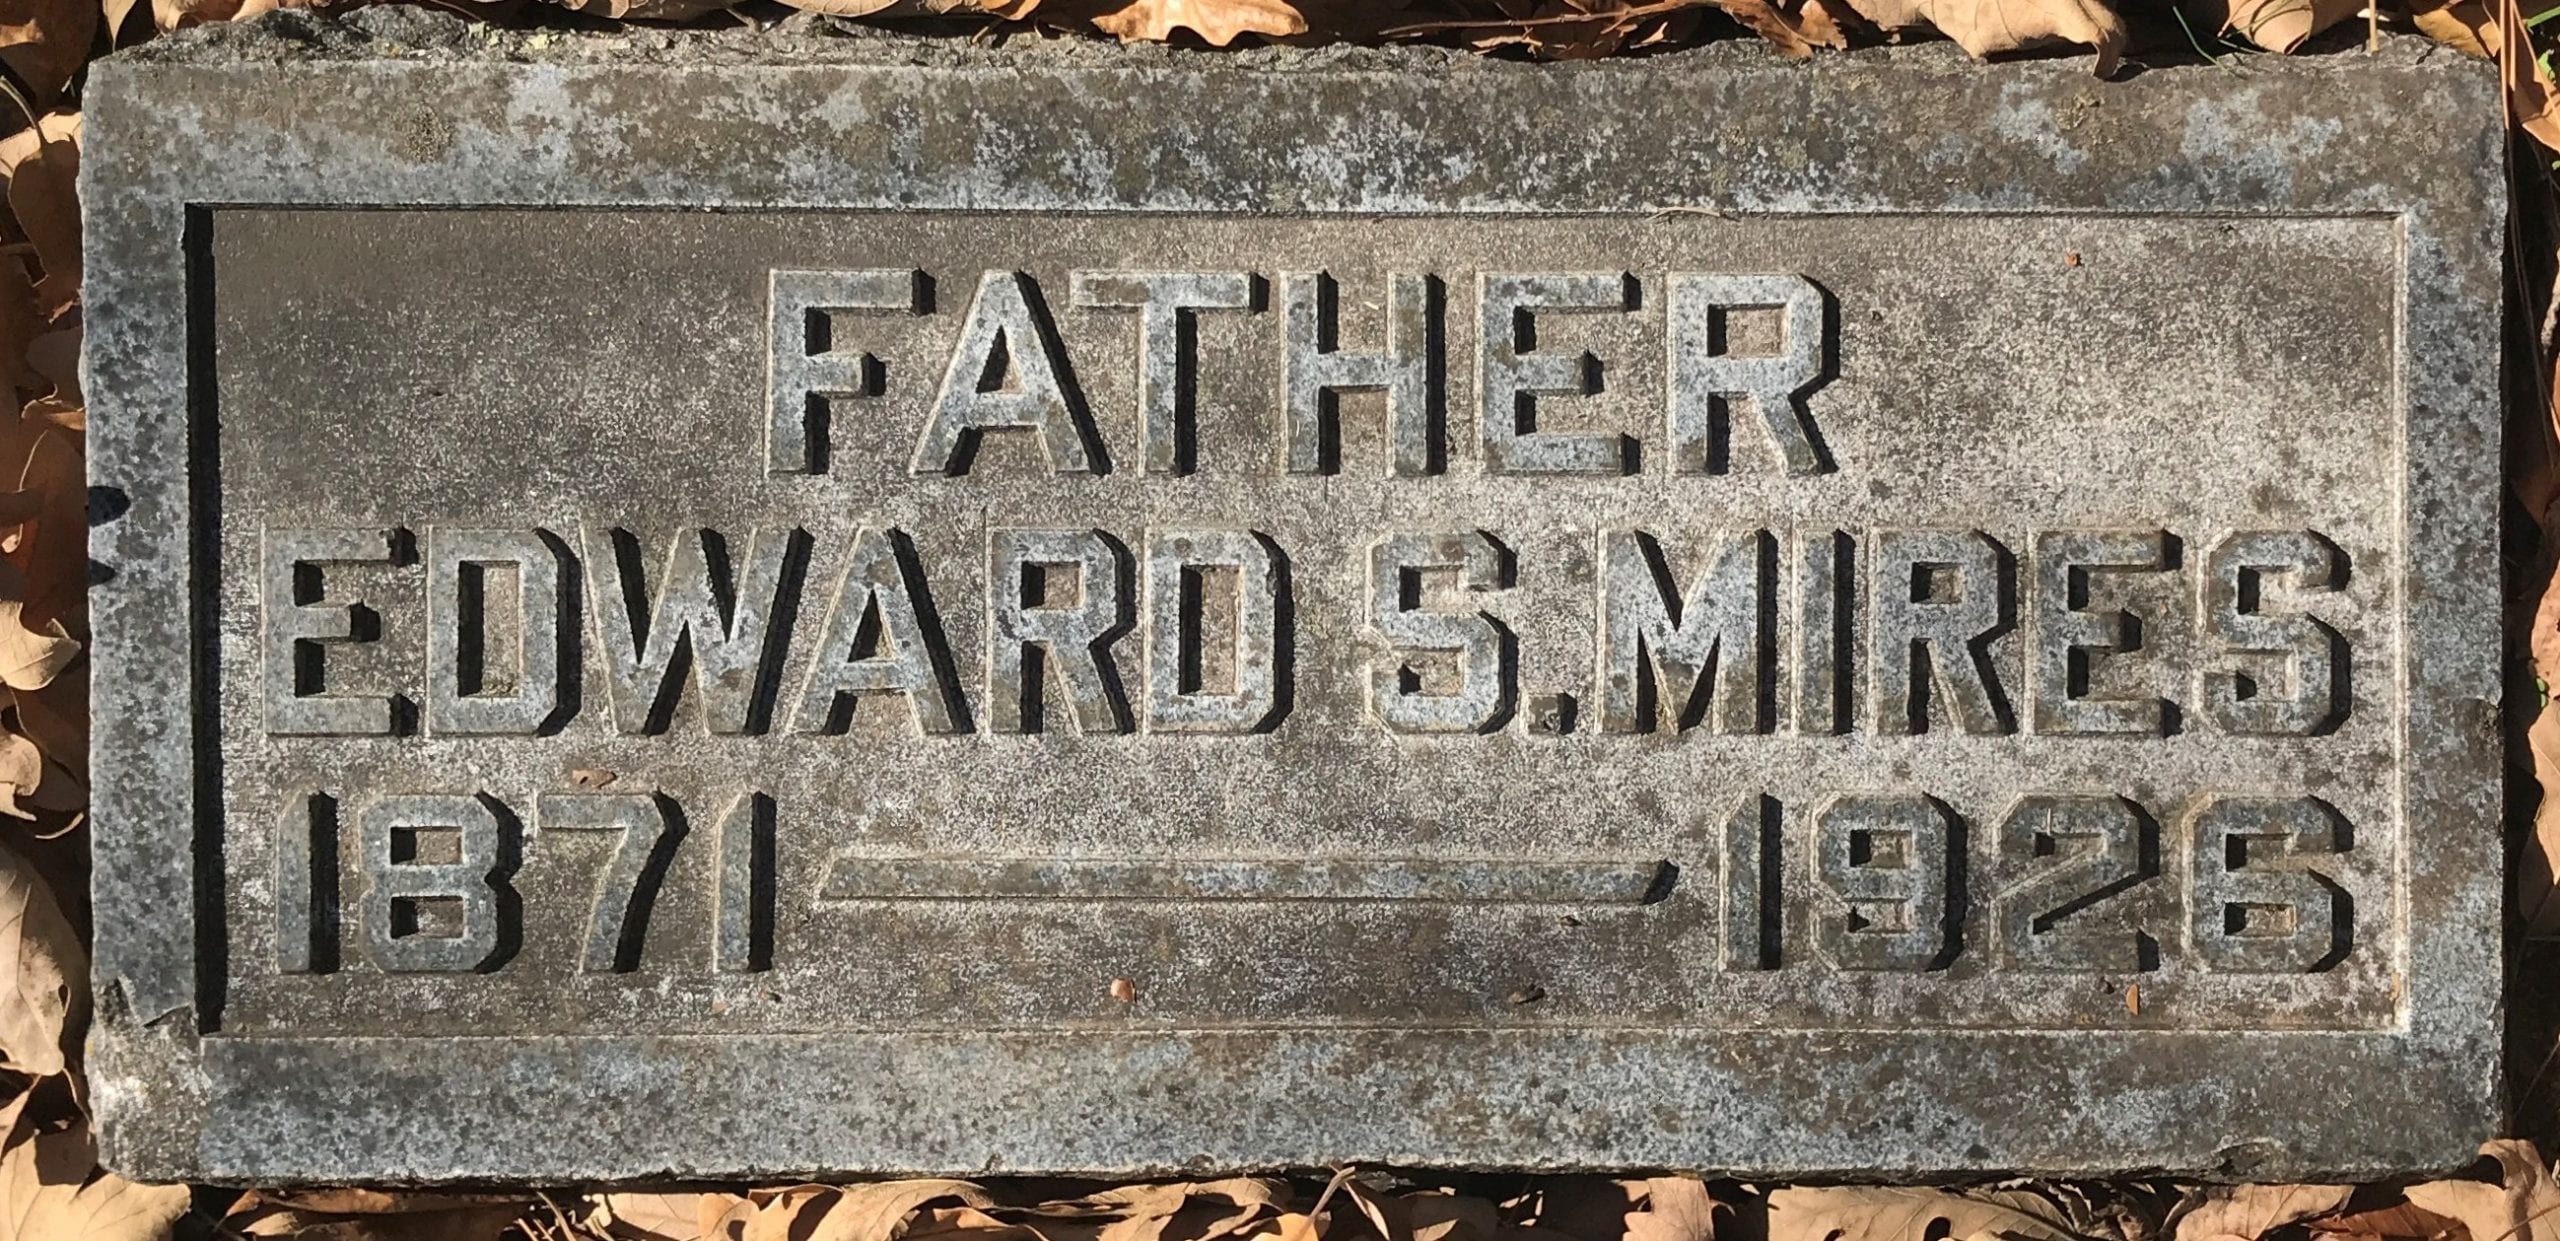 FATHER
EDWARD S. MIRES
1871 — 1926